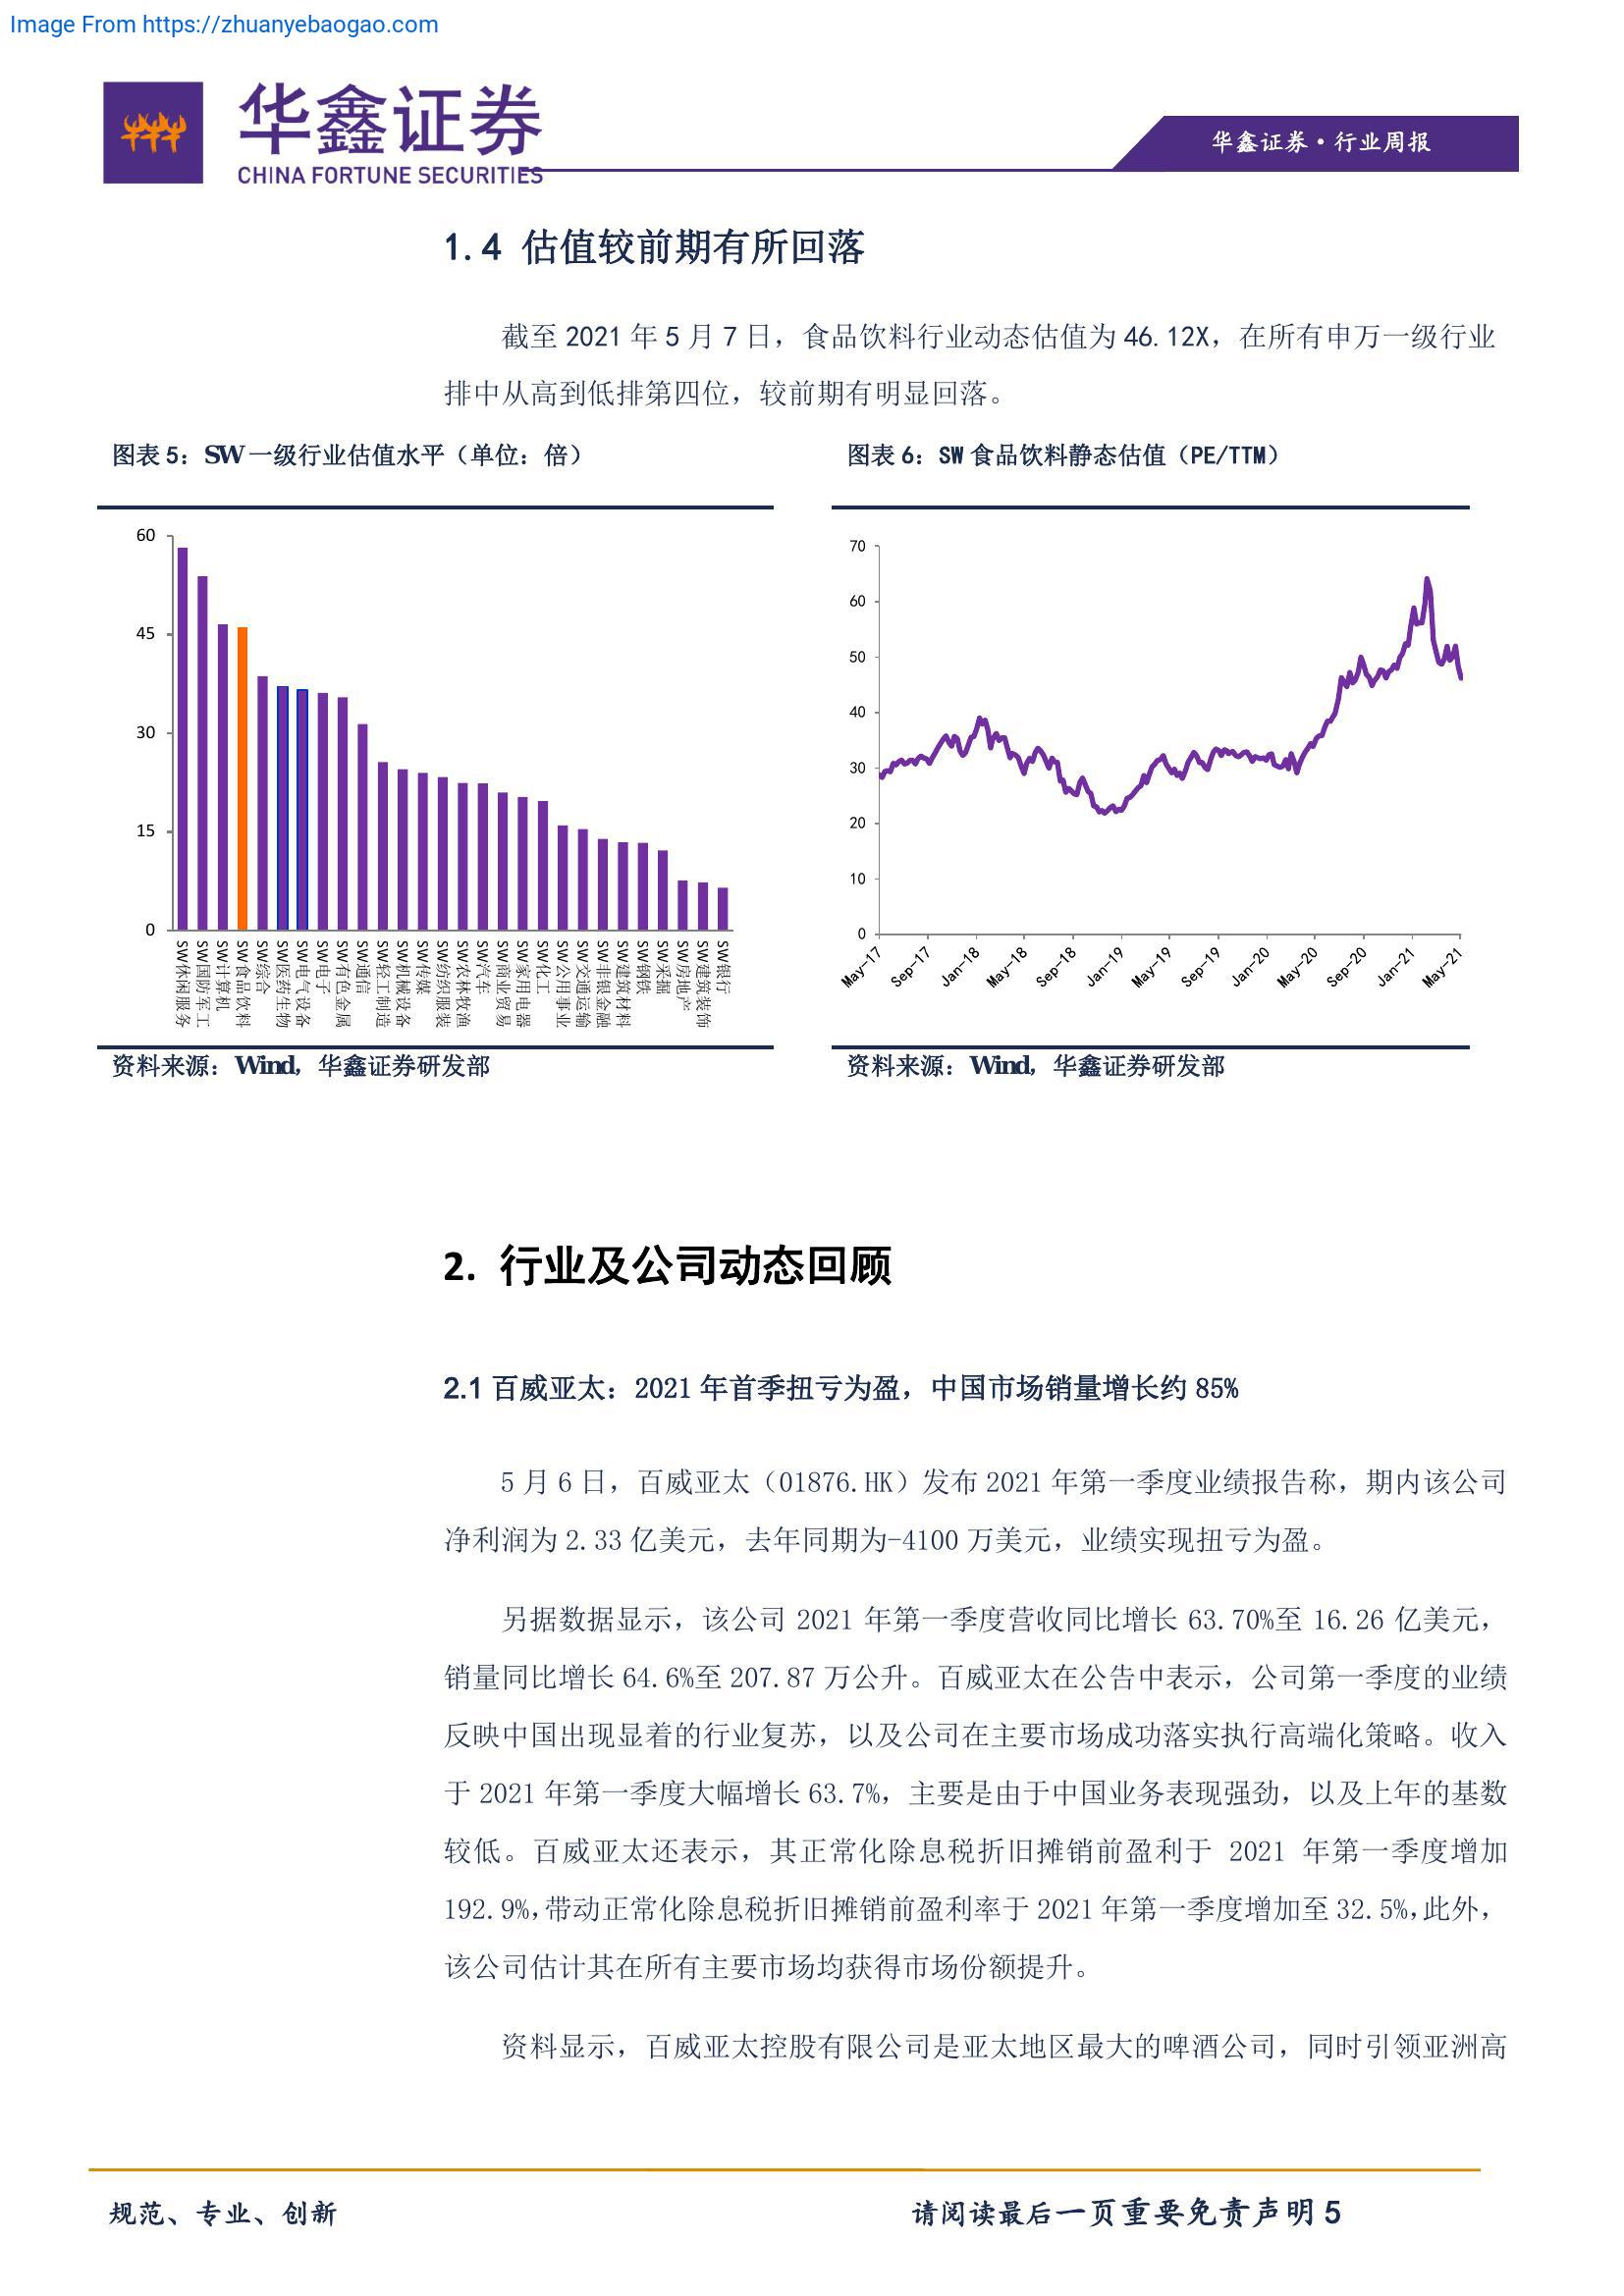 Image From https://zhuanyebaogao.com
华鑫证券
CHINA FORTUNE SECURITIES
华鑫证券·行业周报
1.4 估值较前期有所回落
截至 2021 年 5 月 7 日，食品饮料行业动态估值为 46.12X，在所有申万一级行业
排中从高到低排第四位，较前期有明显回落。
图表 5：SW 一级行业估值水平（单位：倍）
60
45
30
15
0
SW休闲服务
SW国防军工
SW计算机
SW食品饮料
SW综合
SW医药生物
SW电气设备
SW电子
SW有色金属
SW通信
SW轻工制造
SW机械设备
SW传媒
SW纺织服装
SW农林牧渔
SW汽车
SW商业贸易
SW家用电器
SW化工
SW公用事业
SW交通运输
SW非银金融
SW建筑材料
SW钢铁
SW采掘
SW房地产
SW建筑装饰
SW银行
资料来源：Wind，华鑫证券研发部
图表 6：SW 食品饮料静态估值（PE/TTM）
70
60
50
40
30
20
10
0
May-17
Sep-17
Jan-18
May-18
Sep-18
Jan-19
May-19
Sep-19
Jan-20
May-20
Sep-20
Jan-21
May-21
资料来源：Wind，华鑫证券研发部
2. 行业及公司动态回顾
2.1 百威亚太：2021 年首季扭亏为盈，中国市场销量增长约 85%
5 月 6 日，百威亚太（01876.HK）发布 2021 年第一季度业绩报告称，期内该公司
净利润为 2.33 亿美元，去年同期为-4100 万美元，业绩实现扭亏为盈。
另据数据显示，该公司 2021 年第一季度营收同比增长 63.70%至 16.26 亿美元，
销量同比增长 64.6%至 207.87 万公升。百威亚太在公告中表示，公司第一季度的业绩
反映中国出现显着的行业复苏，以及公司在主要市场成功落实执行高端化策略。收入
于 2021 年第一季度大幅增长 63.7%，主要是由于中国业务表现强劲，以及上年的基数
较低。百威亚太还表示，其正常化除息税折旧摊销前盈利于 2021 年第一季度增加
192.9%，带动正常化除息税折旧摊销前盈利率于 2021 年第一季度增加至 32.5%，此外，
该公司估计其在所有主要市场均获得市场份额提升。
资料显示，百威亚太控股有限公司是亚太地区最大的啤酒公司，同时引领亚洲高
规范、专业、创新
请阅读最后一页重要免责声明 5